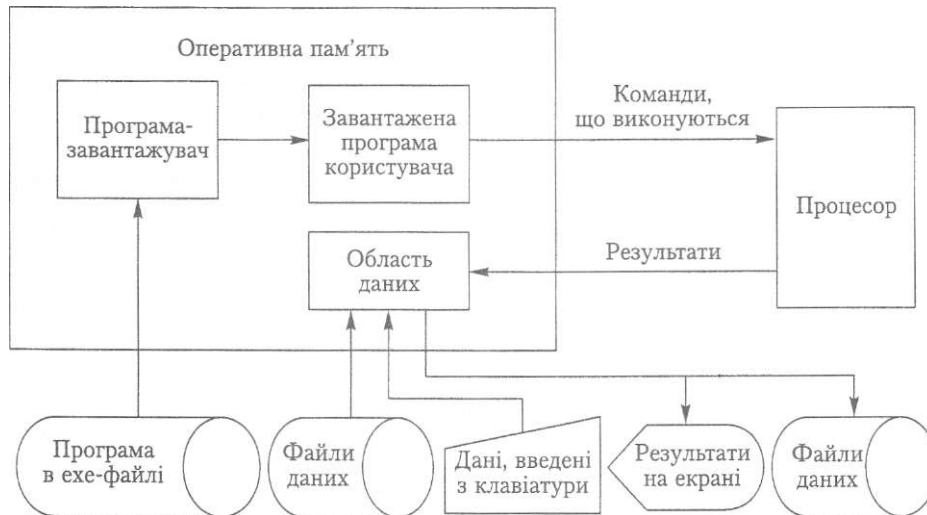 Оперативна пам'ять
Програма-
завантажувач
Завантажена
програма
користувача
Команди,
що виконуються
Процесор
Область
даних
Результати
Програма
в exe-файлі
Файли
даних
Дані, введені
з клавіатури
Результати
на екрані
Файли
даних